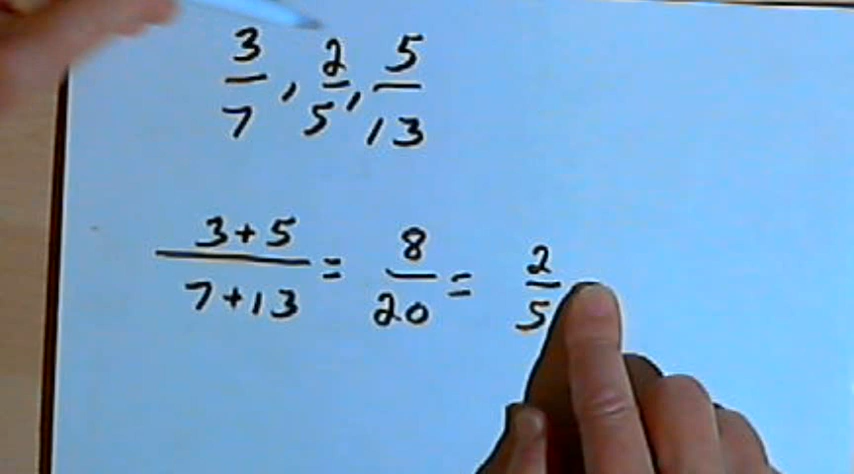 3/7, 2/5, 5/13
(3+5)/(7+13) = 8/20 = 2/5